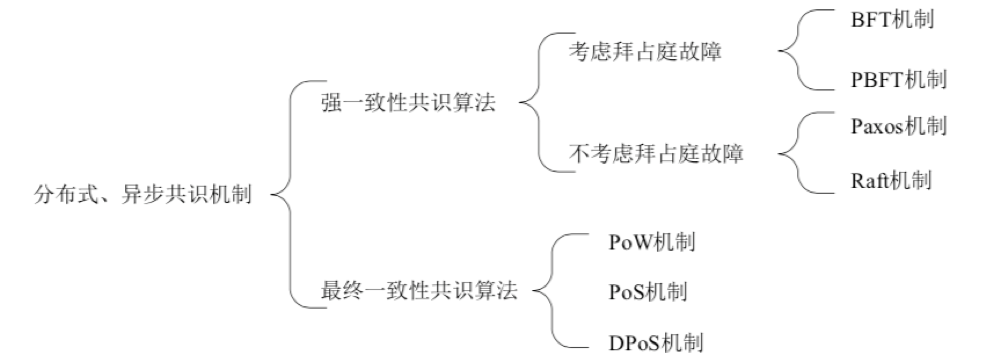 分布式、异步共识机制
强一致性共识算法
考虑拜占庭故障
BFT机制
PBFT机制
不考虑拜占庭故障
Paxos机制
Raft机制
最终一致性共识算法
PoW机制
PoS机制
DPoS机制